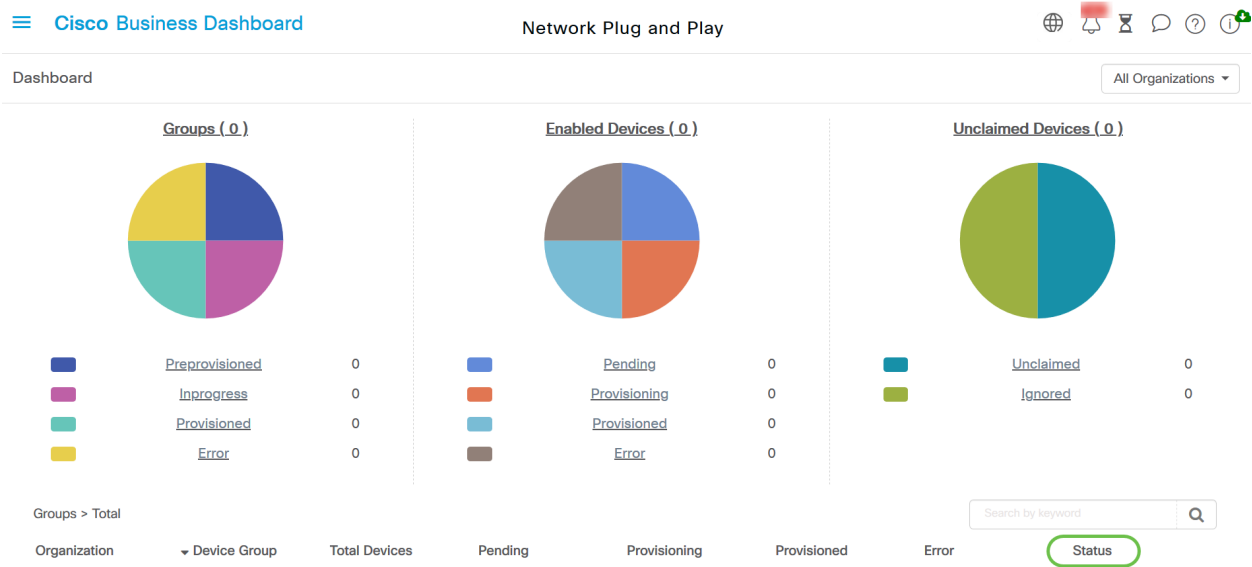 Cisco Business Dashboard
Network Plug and Play
Dashboard
All Organizations
Groups ( 0 )
Preprovisioned 0
Inprogress 0
Provisioned 0
Error 0
Enabled Devices ( 0 )
Pending 0
Provisioning 0
Provisioned 0
Error 0
Unclaimed Devices ( 0 )
Unclaimed 0
Ignored 0
Groups > Total
Search by keyword
Organization Device Group Total Devices Pending Provisioning Provisioned Error Status